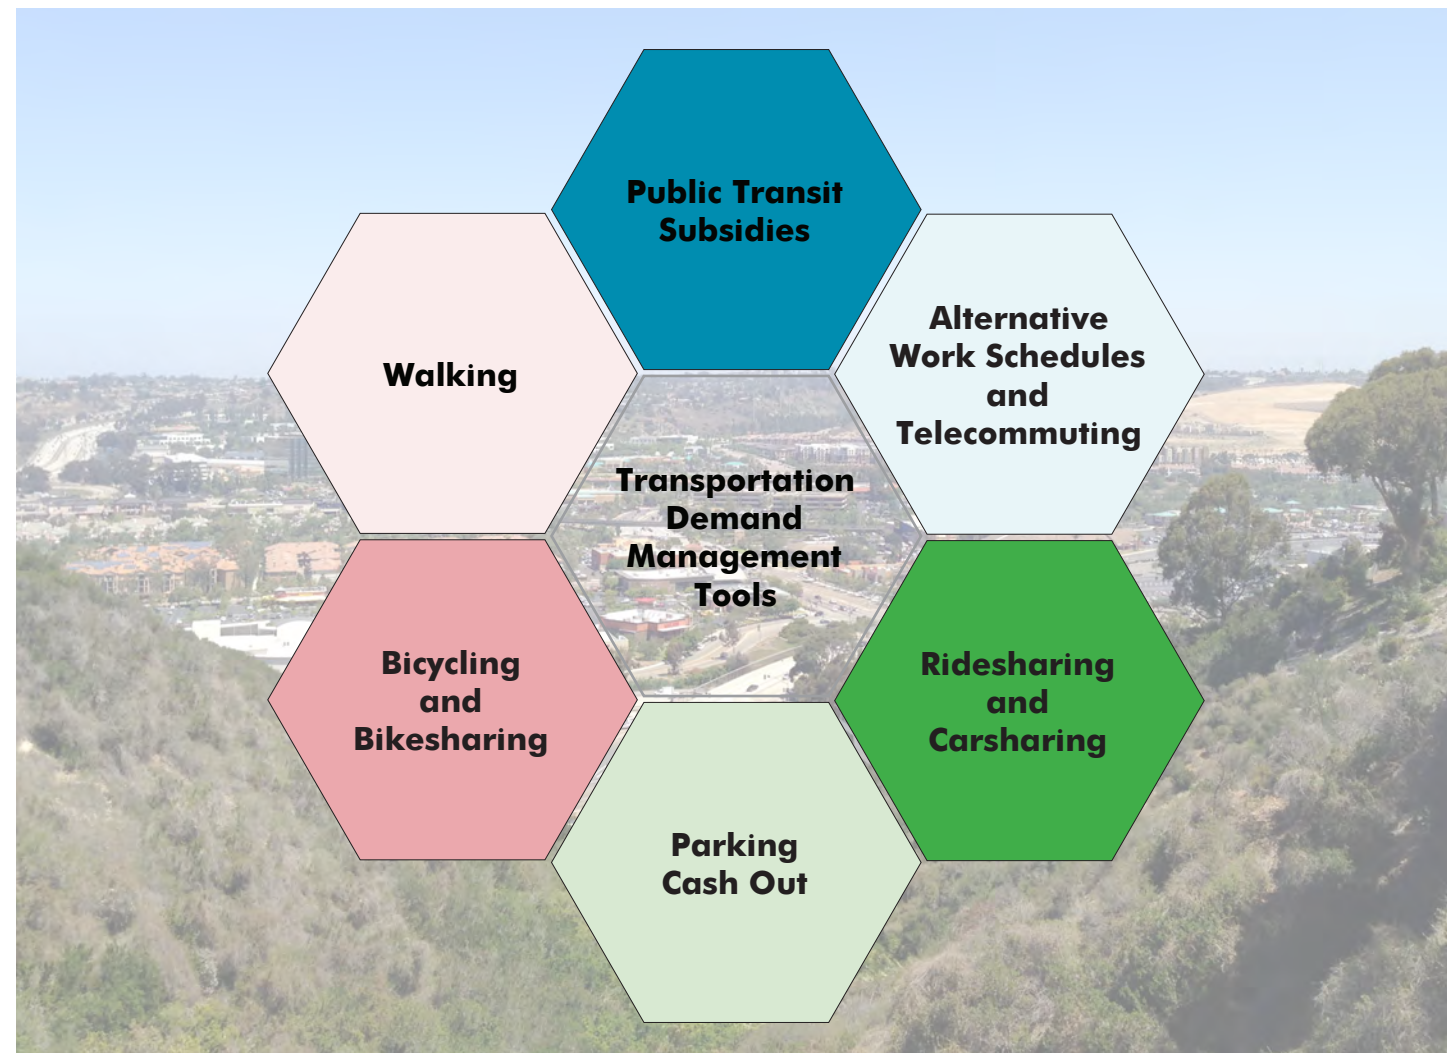 Public Transit
Subsidies
Alternative
Work Schedules
and
Telecommuting
Walking
Transportation
Demand
Management
Tools
Bicycling
and
Bikesharing
Ridesharing
and
Carsharing
Parking
Cash Out